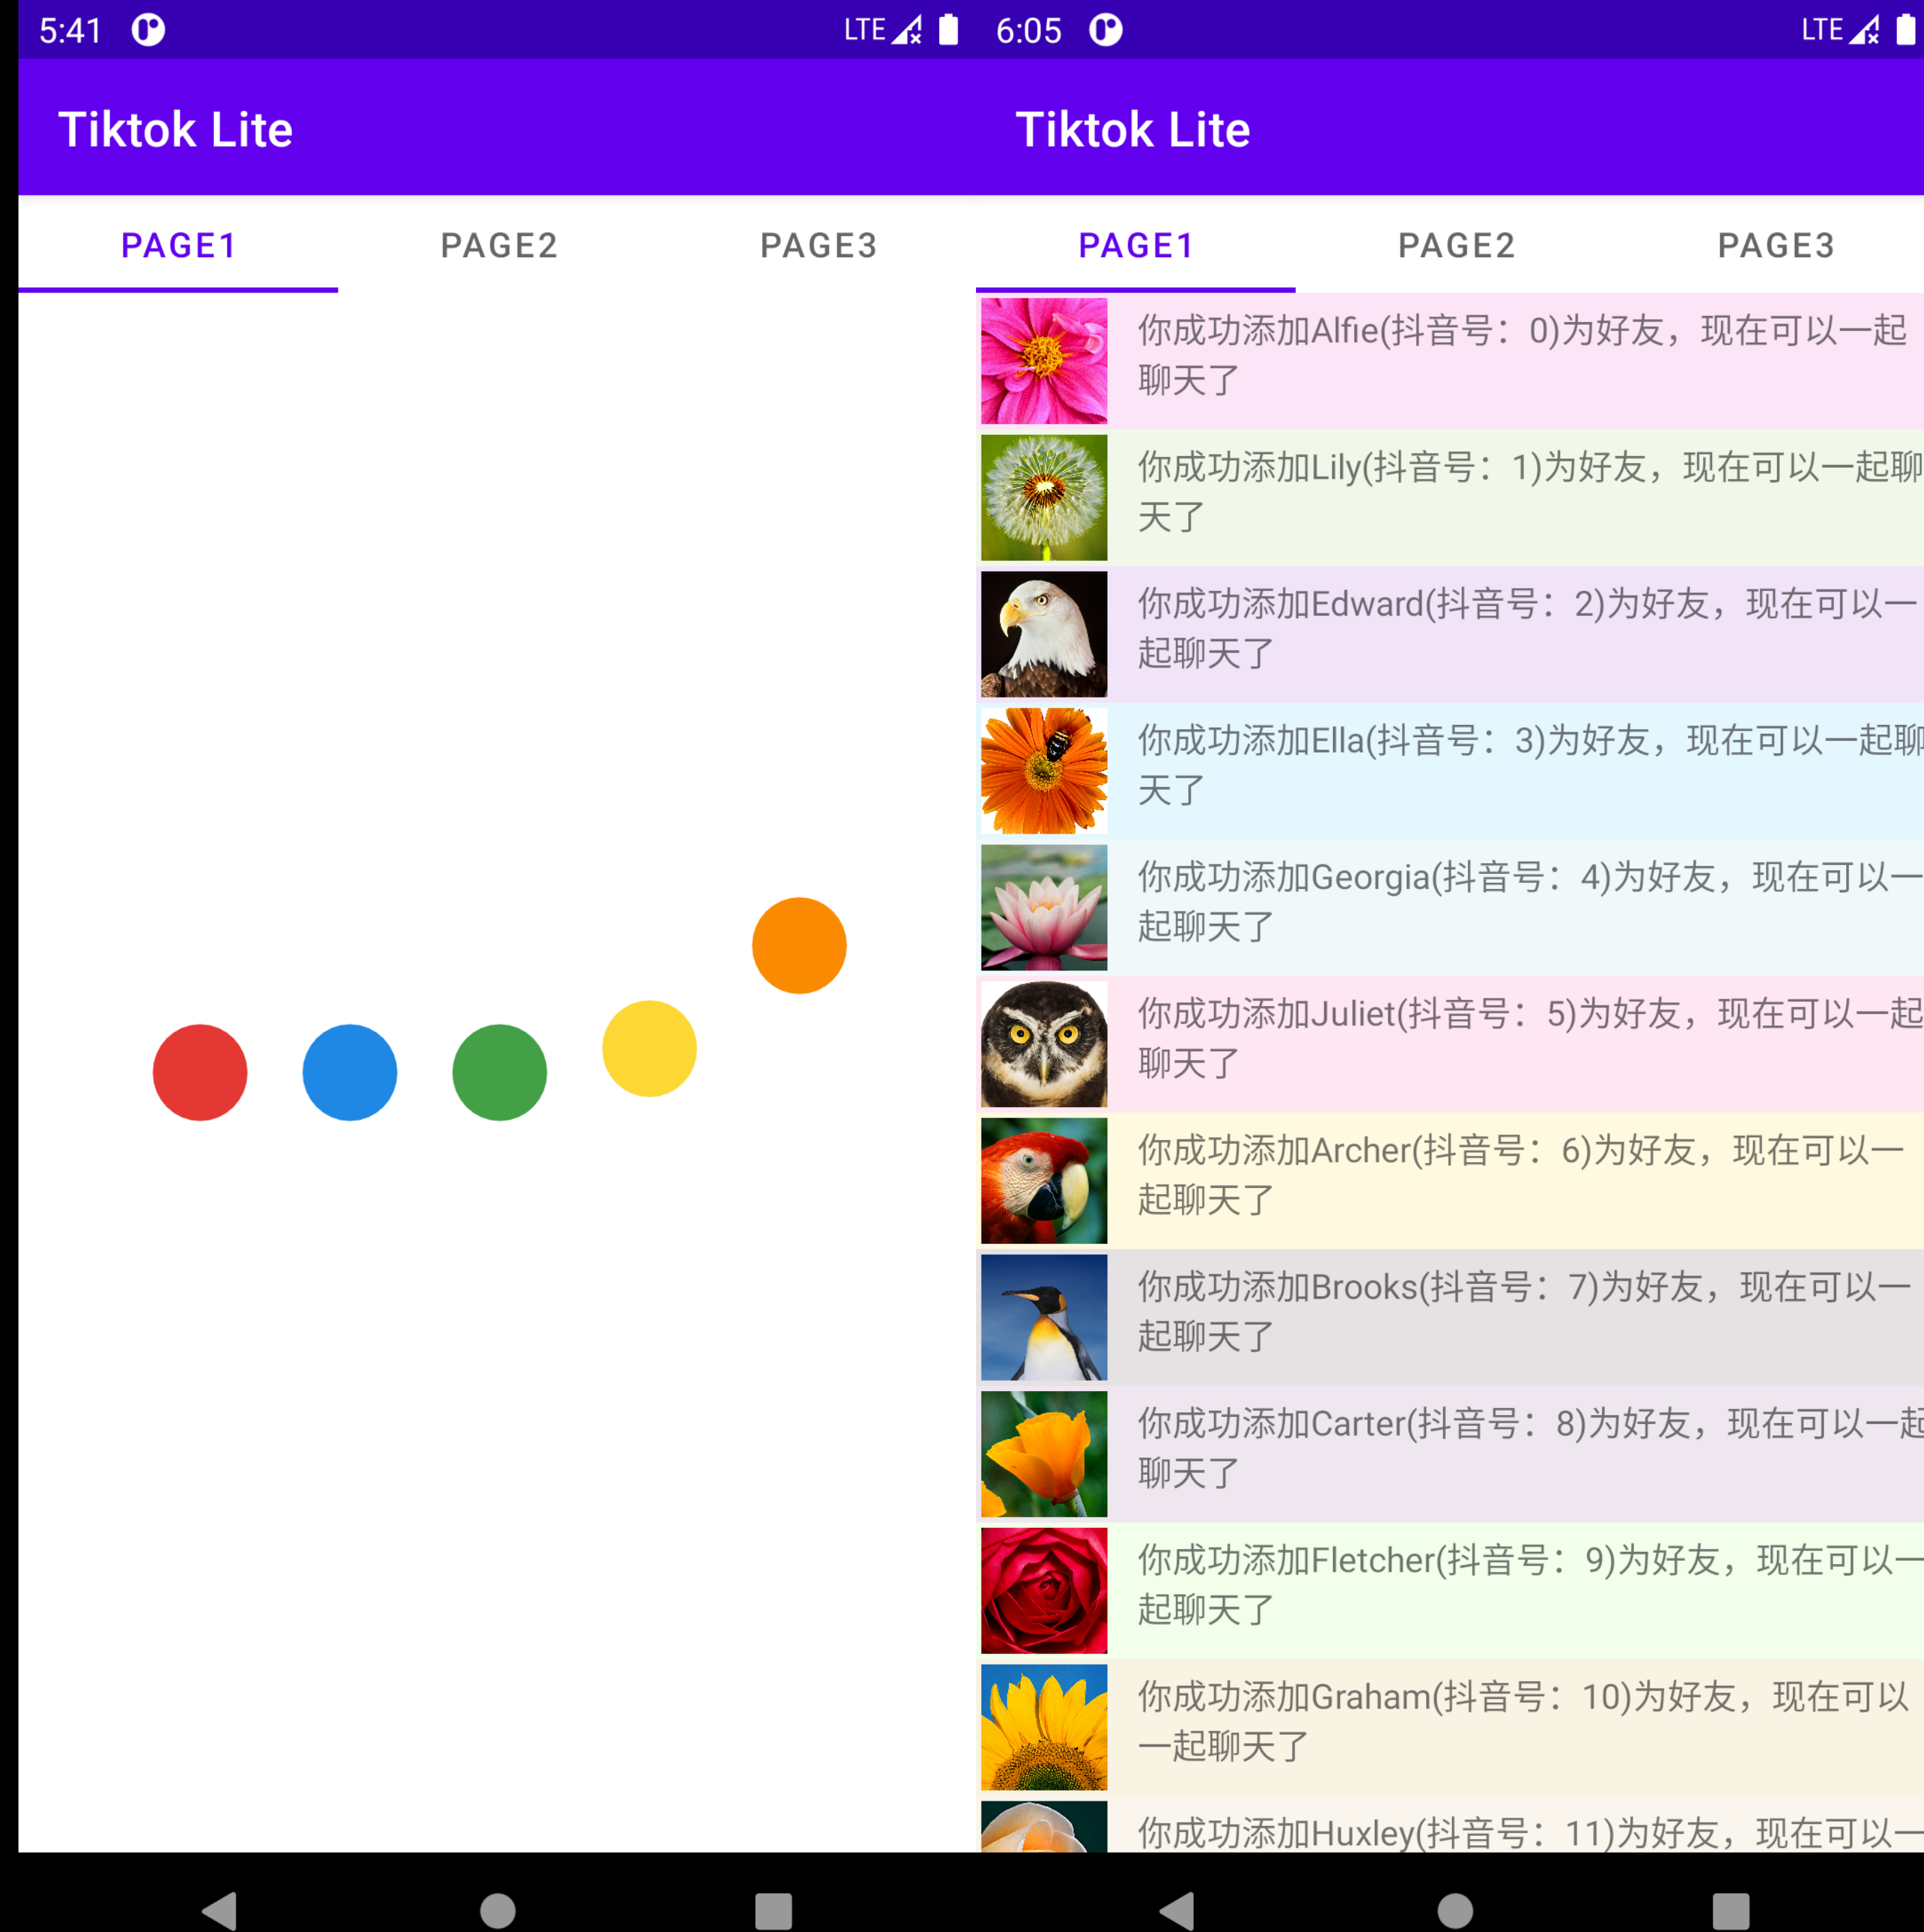 5:41
LTE
Tiktok Lite
PAGE1 PAGE2 PAGE3
6:05
LTE
Tiktok Lite
PAGE1 PAGE2 PAGE3
你成功添加Alfie(抖音号：0)为好友，现在可以一起
聊天了
你成功添加Lily(抖音号：1)为好友，现在可以一起聊
天了
你成功添加Edward(抖音号：2)为好友，现在可以一
起聊天了
你成功添加Ella(抖音号：3)为好友，现在可以一起聊
天了
你成功添加Georgia(抖音号：4)为好友，现在可以一
起聊天了
你成功添加Juliet(抖音号：5)为好友，现在可以一起
聊天了
你成功添加Archer(抖音号：6)为好友，现在可以一
起聊天了
你成功添加Brooks(抖音号：7)为好友，现在可以一
起聊天了
你成功添加Carter(抖音号：8)为好友，现在可以一起
聊天了
你成功添加Fletcher(抖音号：9)为好友，现在可以一
起聊天了
你成功添加Graham(抖音号：10)为好友，现在可以
一起聊天了
你成功添加Huxley(抖音号：11)为好友，现在可以一